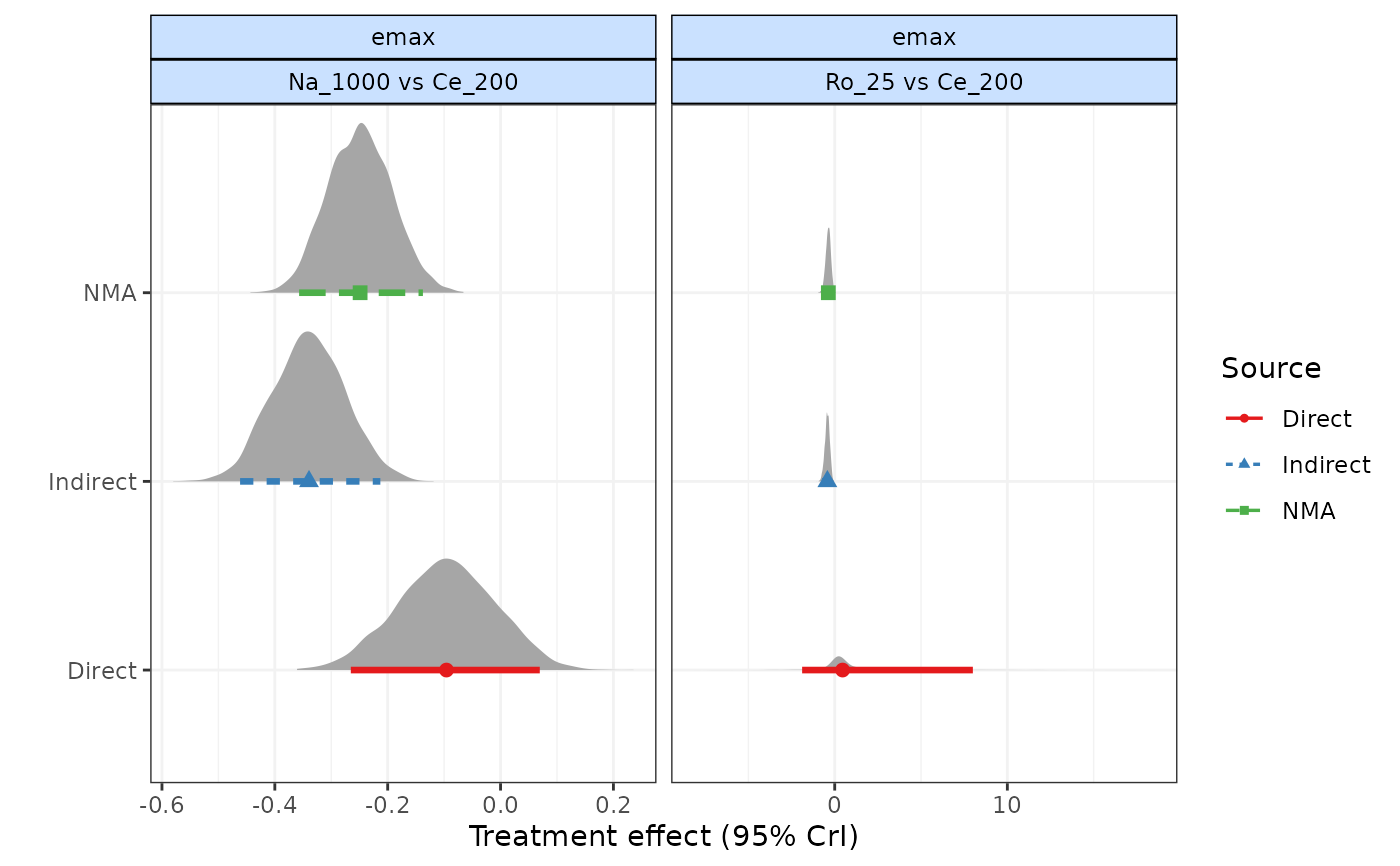 emax
emax
Na_1000 vs Ce_200
Ro_25 vs Ce_200
NMA
Indirect
Direct
-0.6
-0.4
-0.2
0.0
0.2
0
10
Treatment effect (95% CrI)
Source
Direct
Indirect
NMA